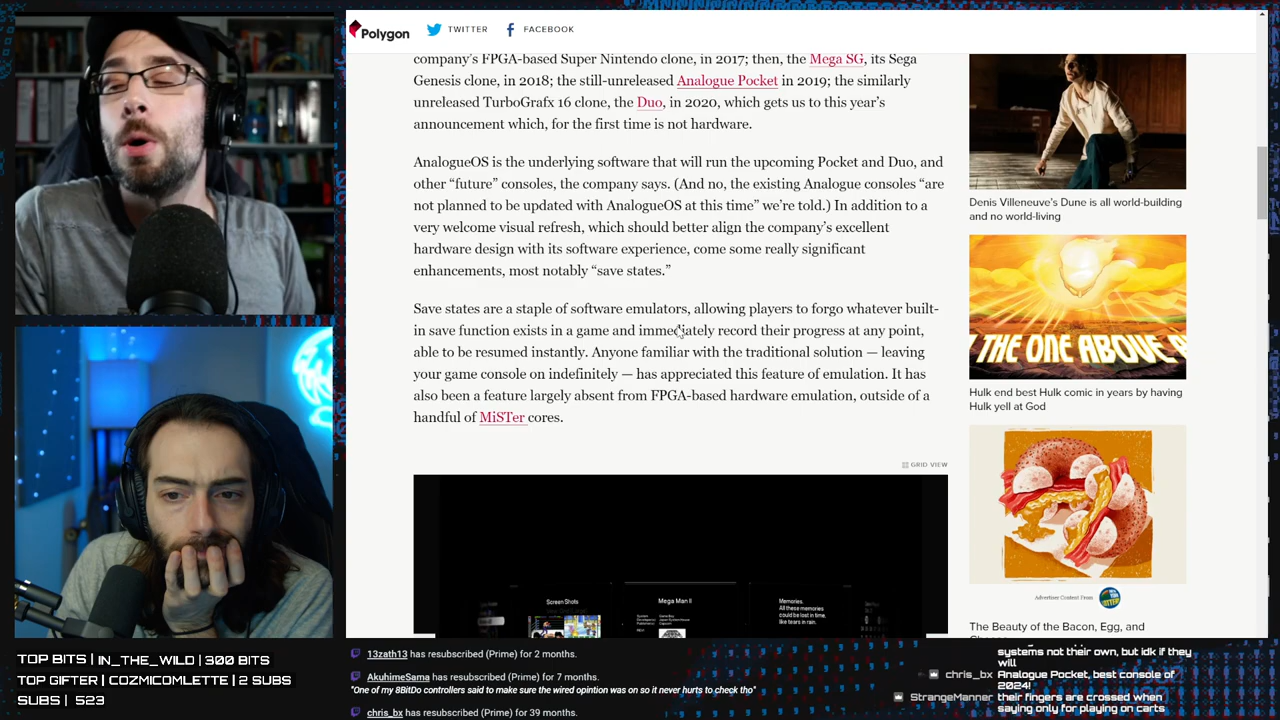 Polygon
TWITTER
FACEBOOK
company's FPGA-based Super Nintendo clone, in 2017; then, the Mega SG, its Sega
Genesis clone, in 2018; the still-unreleased Analogue Pocket in 2019; the similarly
unreleased TurboGrafx 16 clone, the Duo, in 2020, which gets us to this year's
announcement which, for the first time is not hardware.
AnalogueOS is the underlying software that will run the upcoming Pocket and Duo, and
other “future” consoles, the company says. (And no, the existing Analogue consoles “are
not planned to be updated with AnalogueOS at this time” we're told.) In addition to a
very welcome visual refresh, which should better align the company's excellent
hardware design with its software experience, come some really significant
enhancements, most notably “save states.”
Save states are a staple of software emulators, allowing players to forgo whatever built-
in save function exists in a game and immediately record their progress at any point,
able to be resumed instantly. Anyone familiar with the traditional solution — leaving
your game console on indefinitely — has appreciated this feature of emulation. It has
also been a feature largely absent from FPGA-based hardware emulation, outside of a
handful of MiSTer cores.
GRID VIEW
Screen Shots
Mega Man II
Memories.
All these memories
could be lost in time,
like tears in rain.
Denis Villeneuve's Dune is all world-building
and no world-living
THE ONE ABOVE A
Hulk end best Hulk comic in years by having
Hulk yell at God
Advertiser Content From
The Beauty of the Bacon, Egg, and
TOP BITS | IN_THE_WILD | 300 BITS
TOP GIFTER | COZMICOMLETTE | 2 SUBS
SUBS | 523
13zath13 has resubscribed (Prime) for 2 months.
AkuhimeSama has resubscribed (Prime) for 7 months.
"One of my 8BitDo controllers said to make sure the wired opintion was on so it never hurts to check tho"
chris_bx has resubscribed (Prime) for 39 months.
systems not their own, but idk if they
will
chris_bx Analogue Pocket, best console of
2024!
StrangeManner their fingers are crossed when
saying only for playing on carts